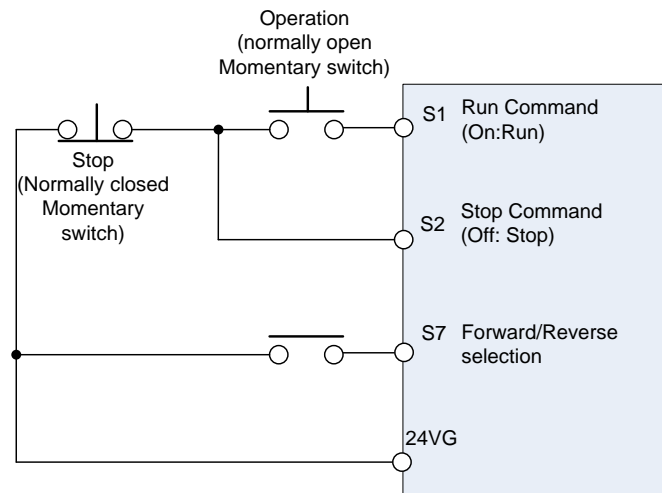 Operation
(normally open
Momentary switch)
Stop
(Normally closed
Momentary
switch)
S1 Run Command
(On:Run)
S2 Stop Command
(Off: Stop)
S7 Forward/Reverse
selection
24VG